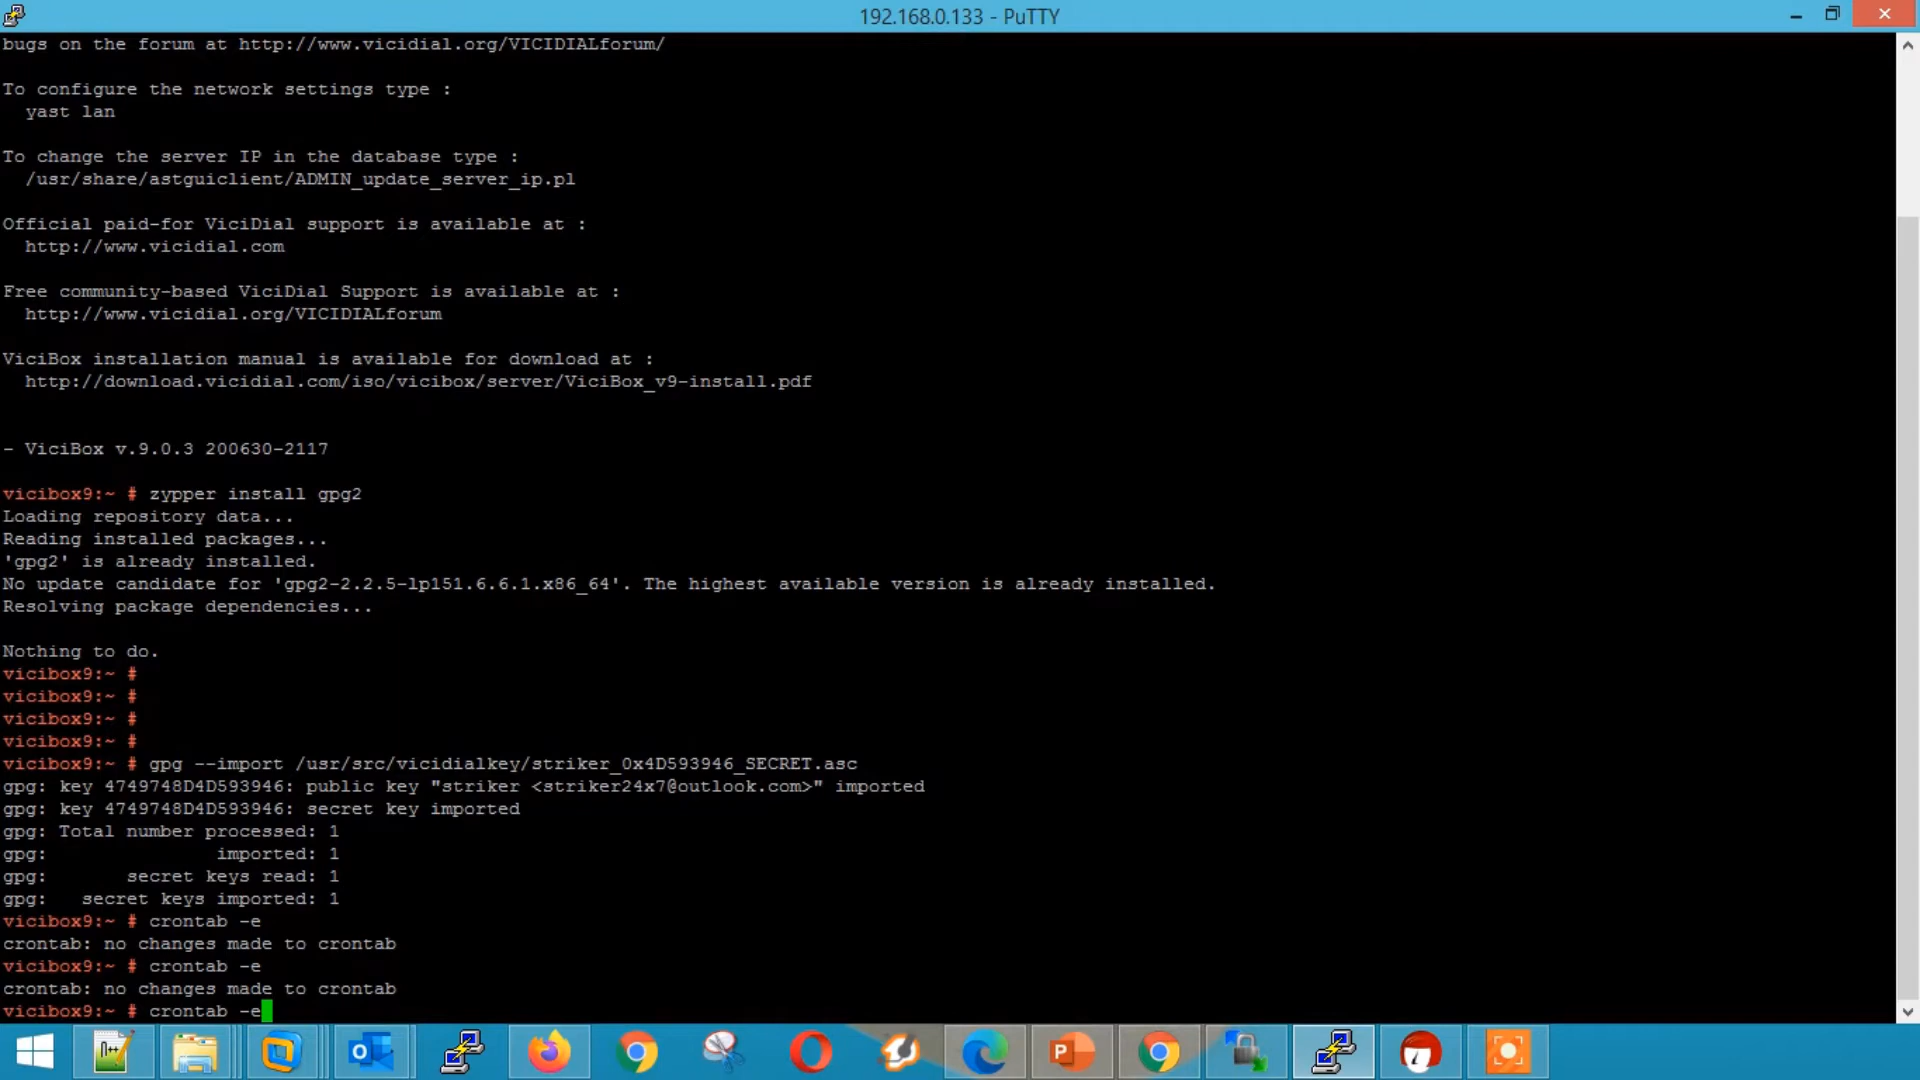 192.168.0.133 - PuTTY
bugs on the forum at http://www.vicidial.org/VICIDIALforum/
To configure the network settings type :
yast lan
To change the server IP in the database type :
/usr/share/astguiclient/ADMIN_update_server_ip.pl
Official paid-for ViciDial support is available at :
http://www.vicidial.com
Free community-based ViciDial Support is available at :
http://www.vicidial.org/VICIDIALforum
ViciBox installation manual is available for download at :
http://download.vicidial.com/iso/vicibox/server/ViciBox_v9-install.pdf
- ViciBox v.9.0.3 200630-2117
vicibox9:~ # zypper install gpg2
Loading repository data...
Reading installed packages...
'gpg2' is already installed.
No update candidate for 'gpg2-2.2.5-lp151.6.6.1.x86_64'. The highest available version is already installed.
Resolving package dependencies...
Nothing to do.
vicibox9:~ #
vicibox9:~ #
vicibox9:~ #
vicibox9:~ #
vicibox9:~ # gpg --import /usr/src/vicidialkey/striker_0x4D593946_SECRET.asc
gpg: key 4749748D4D593946: public key "striker <striker24x7@outlook.com>" imported
gpg: key 4749748D4D593946: secret key imported
gpg: Total number processed: 1
gpg: imported: 1
gpg: secret keys read: 1
gpg: secret keys imported: 1
vicibox9:~ # crontab -e
crontab: no changes made to crontab
vicibox9:~ # crontab -e
crontab: no changes made to crontab
vicibox9:~ # crontab -e